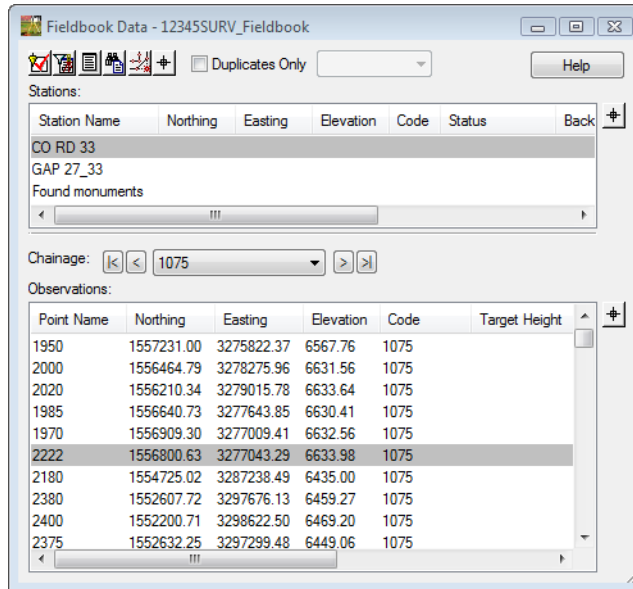 Fieldbook Data - 12345SURV_Fieldbook
Duplicates Only Help
Stations:
Station Name Northing Easting Elevation Code Status Back
CO RD 33
GAP 27_33
Found monuments
Chainage: 1075
Observations:
Point Name Northing Easting Elevation Code Target Height
1950 1557231.00 3275822.37 6567.76 1075
2000 1556464.79 3278275.96 6631.56 1075
2020 1556210.34 3279015.78 6633.64 1075
1985 1556640.73 3277643.85 6630.41 1075
1970 1556909.30 3277009.41 6632.56 1075
2222 1556800.63 3277043.29 6633.98 1075
2180 1554725.02 3287238.49 6435.00 1075
2380 1552607.72 3297676.13 6459.27 1075
2400 1552200.71 3298622.50 6469.20 1075
2375 1552632.25 3297299.48 6449.06 1075